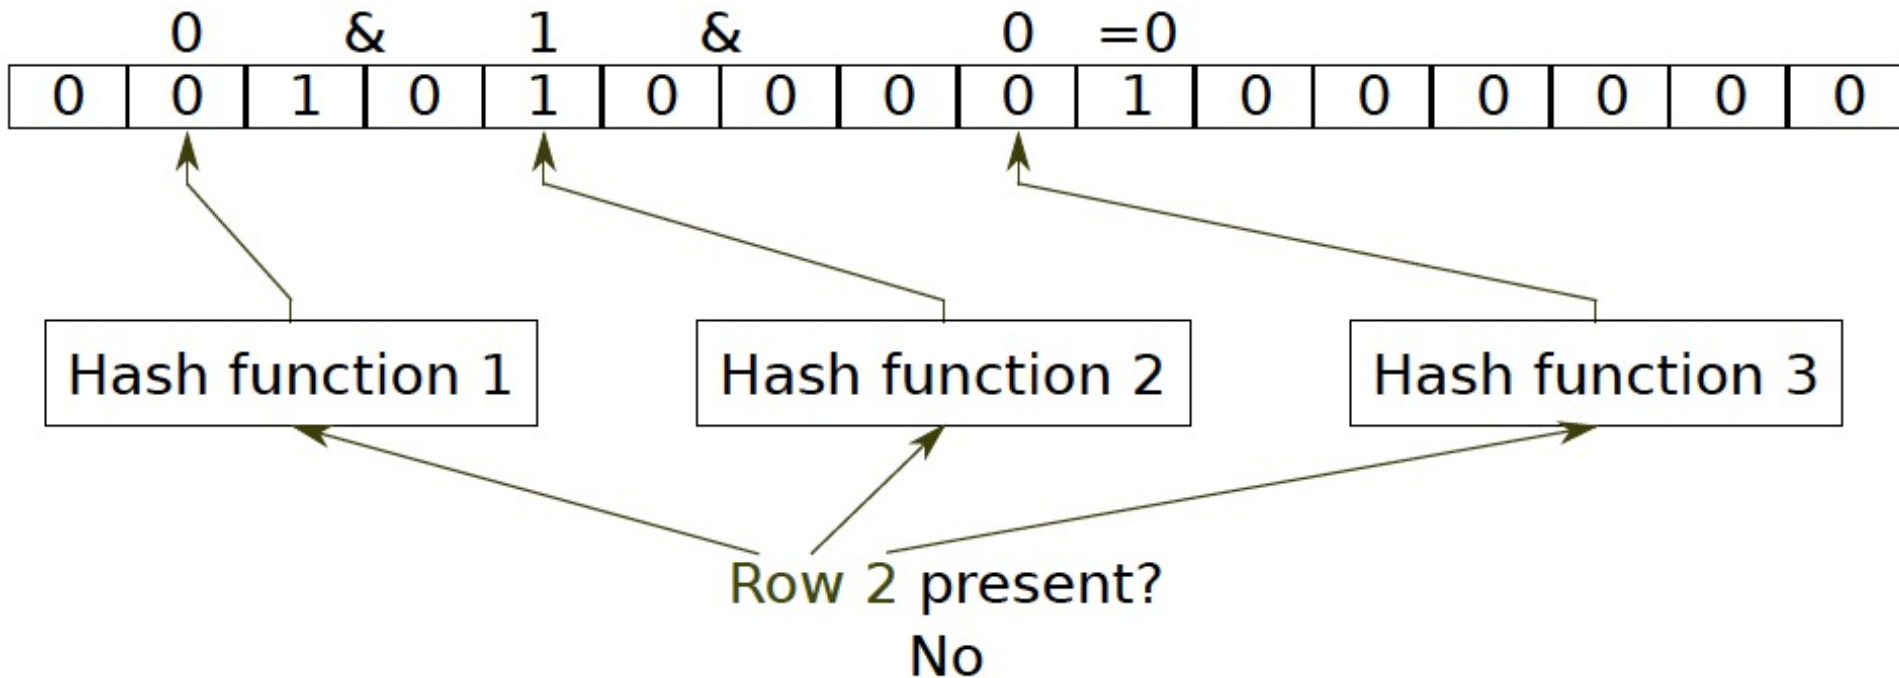 0 & 1 & 0 =0
0 0 1 0 1 0 0 0 0 1 0 0 0 0 0 0
Hash function 1 Hash function 2 Hash function 3
Row 2 present?
No